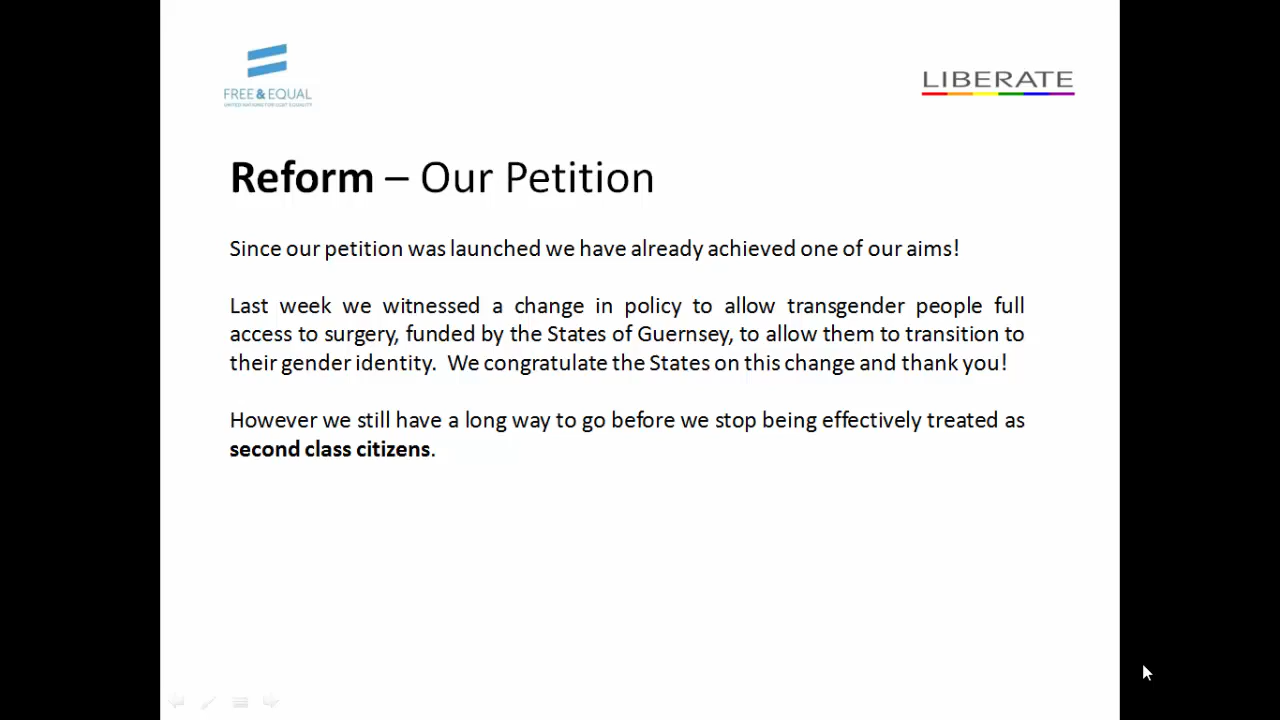 FREE & EQUAL
UNITED NATIONS FOR LGBT EQUALITY
LIBERATE
Reform – Our Petition
Since our petition was launched we have already achieved one of our aims!
Last week we witnessed a change in policy to allow transgender people full
access to surgery, funded by the States of Guernsey, to allow them to transition to
their gender identity.  We congratulate the States on this change and thank you!
However we still have a long way to go before we stop being effectively treated as
second class citizens.